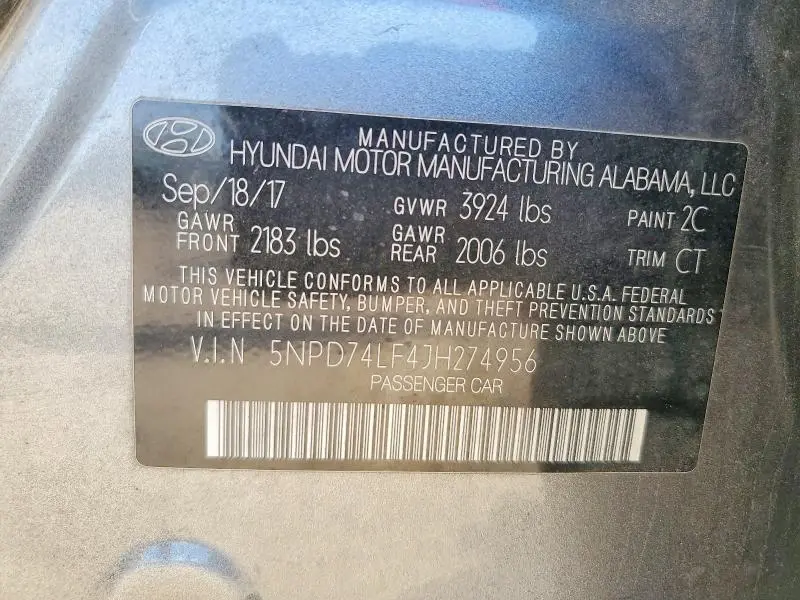 MANUFACTURED BY
HYUNDAI MOTOR MANUFACTURING ALABAMA, LLC
Sep/18/17 GVWR 3924 lbs PAINT 2C
GAWR FRONT 2183 lbs GAWR REAR 2006 lbs TRIM CT
THIS VEHICLE CONFORMS TO ALL APPLICABLE U.S.A. FEDERAL
MOTOR VEHICLE SAFETY, BUMPER, AND THEFT PREVENTION STANDARDS
IN EFFECT ON THE DATE OF MANUFACTURE SHOWN ABOVE
V.I.N 5NPD74LF4JH274956
PASSENGER CAR